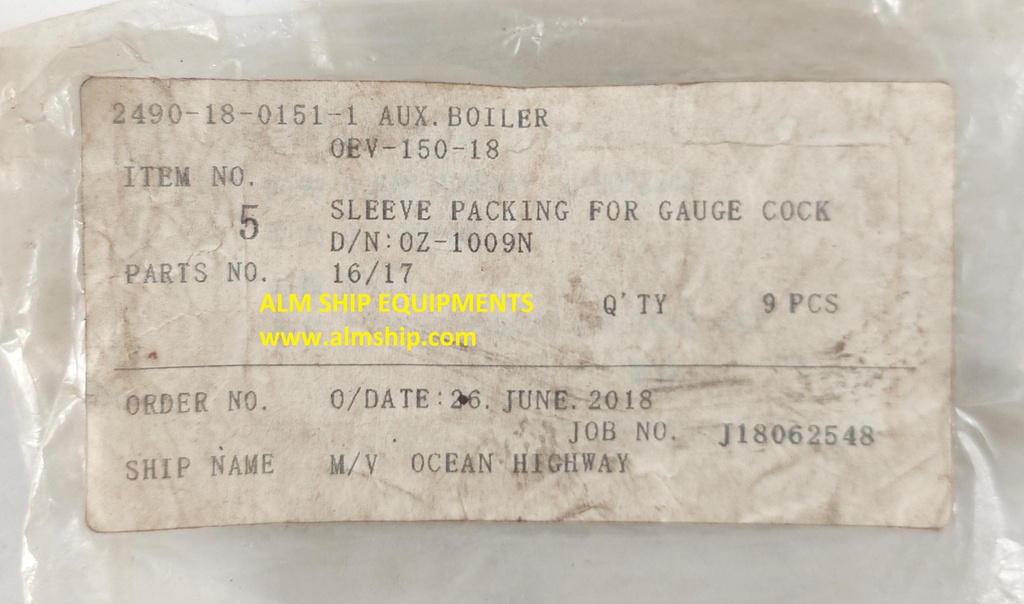 2490-18-0151-1 AUX. BOILER
OEV-150-18
ITEM NO.
5 SLEEVE PACKING FOR GAUGE COCK
D/N:OZ-1009N
PARTS NO. 16/17
ALM SHIP EQUIPMENTS
Q'TY 9 PCS
www.almship.com
ORDER NO. O/DATE:26. JUNE. 2018
JOB NO. J18062548
SHIP NAME M/V OCEAN HIGHWAY